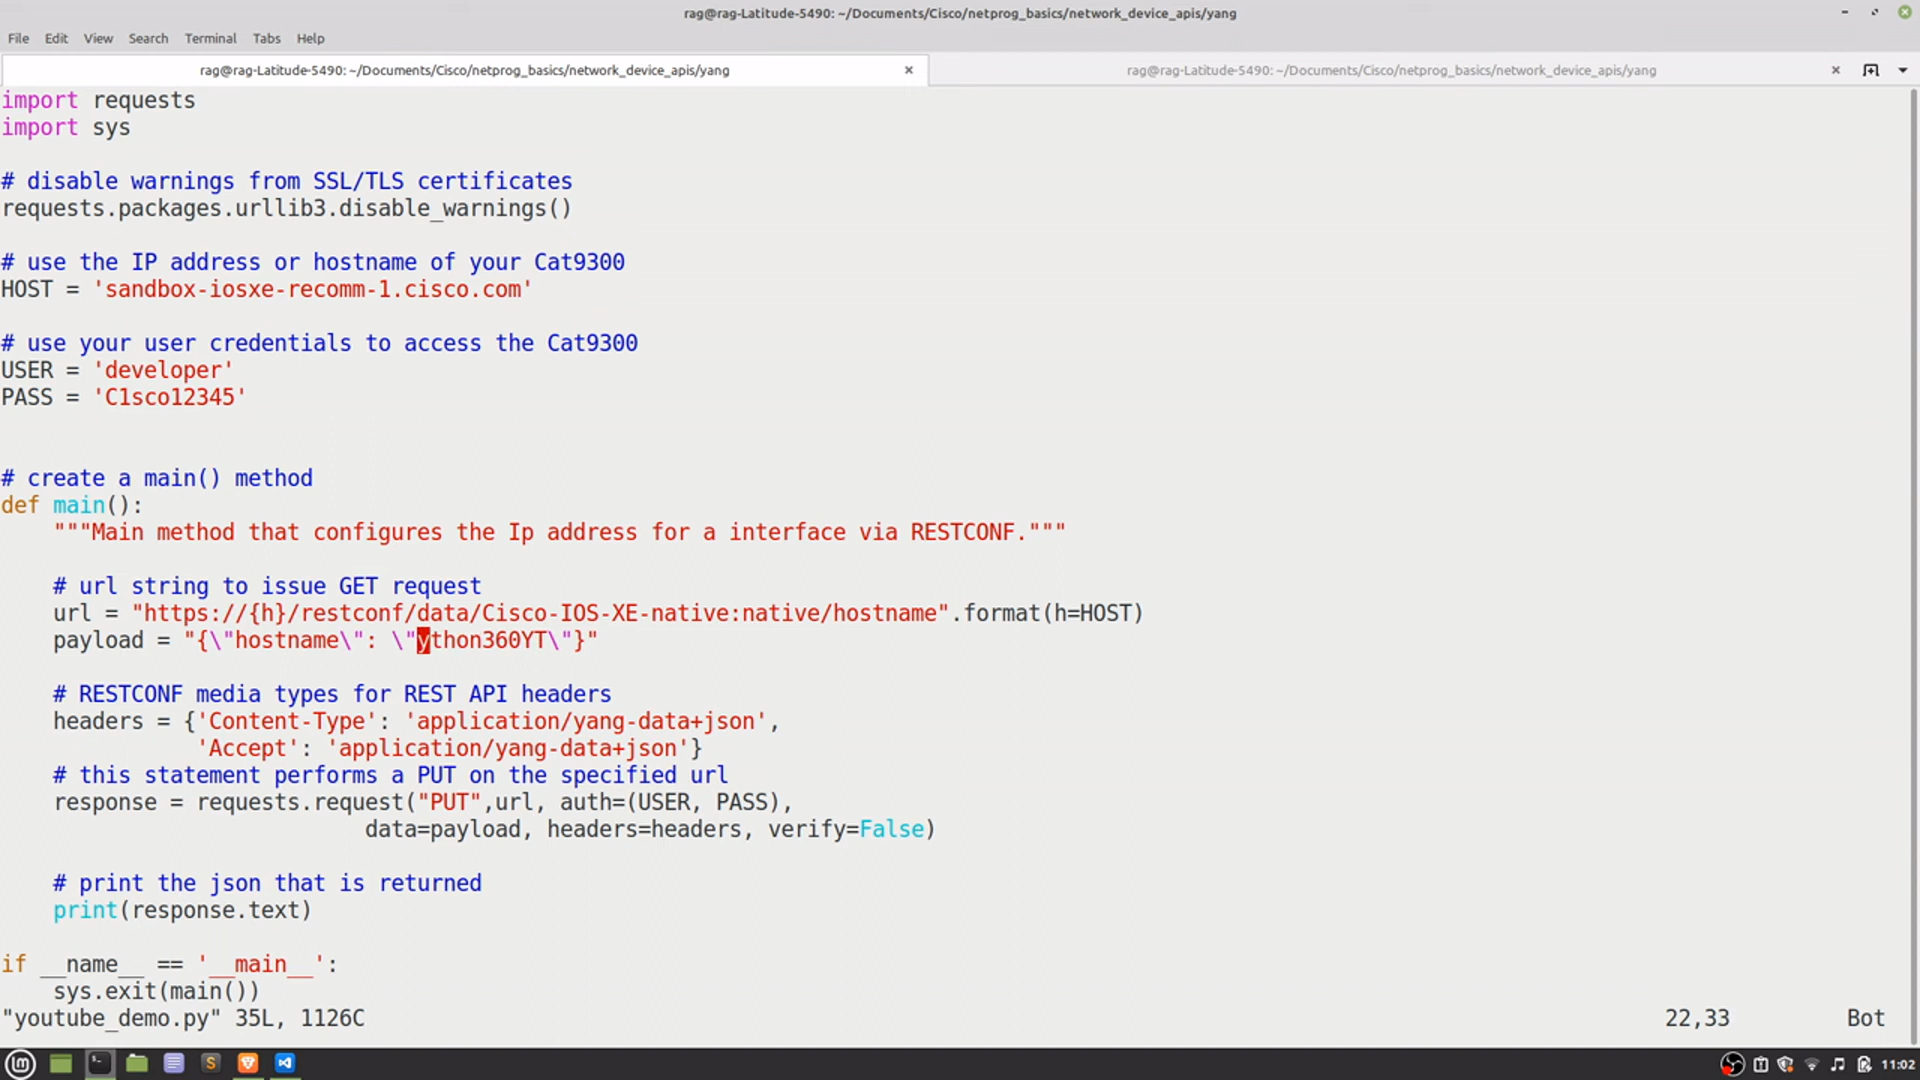 rag@rag-Latitude-5490: ~/Documents/Cisco/netprog_basics/network_device_apis/yang
File Edit View Search Terminal Tabs Help
rag@rag-Latitude-5490: ~/Documents/Cisco/netprog_basics/network_device_apis/yang × rag@rag-Latitude-5490: ~/Documents/Cisco/netprog_basics/network_device_apis/yang ×
import requests
import sys

# disable warnings from SSL/TLS certificates
requests.packages.urllib3.disable_warnings()

# use the IP address or hostname of your Cat9300
HOST = 'sandbox-iosxe-recomm-1.cisco.com'

# use your user credentials to access the Cat9300
USER = 'developer'
PASS = 'C1sco12345'


# create a main() method
def main():
    """Main method that configures the Ip address for a interface via RESTCONF."""

    # url string to issue GET request
    url = "https://{h}/restconf/data/Cisco-IOS-XE-native:native/hostname".format(h=HOST)
    payload = "{\"hostname\": \"ython360YT\"}"

    # RESTCONF media types for REST API headers
    headers = {'Content-Type': 'application/yang-data+json',
               'Accept': 'application/yang-data+json'}
    # this statement performs a PUT on the specified url
    response = requests.request("PUT",url, auth=(USER, PASS),
                            data=payload, headers=headers, verify=False)

    # print the json that is returned
    print(response.text)

if __name__ == '__main__':
    sys.exit(main())
"youtube_demo.py" 35L, 1126C 22,33 Bot
11:02